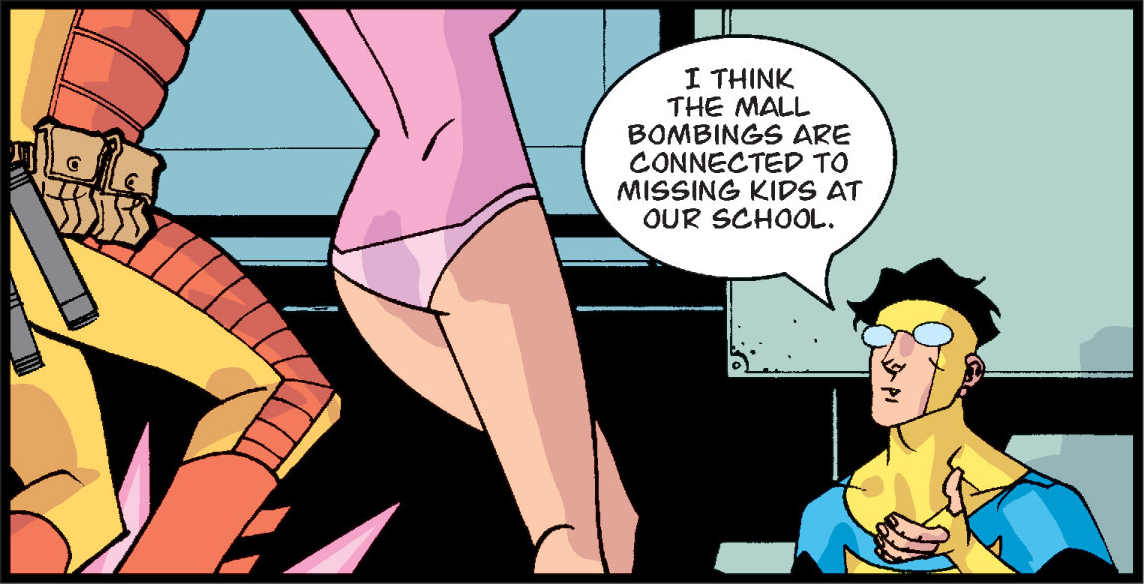 I THINK
THE MALL
BOMBINGS ARE
CONNECTED TO
MISSING KIDS AT
OUR SCHOOL.